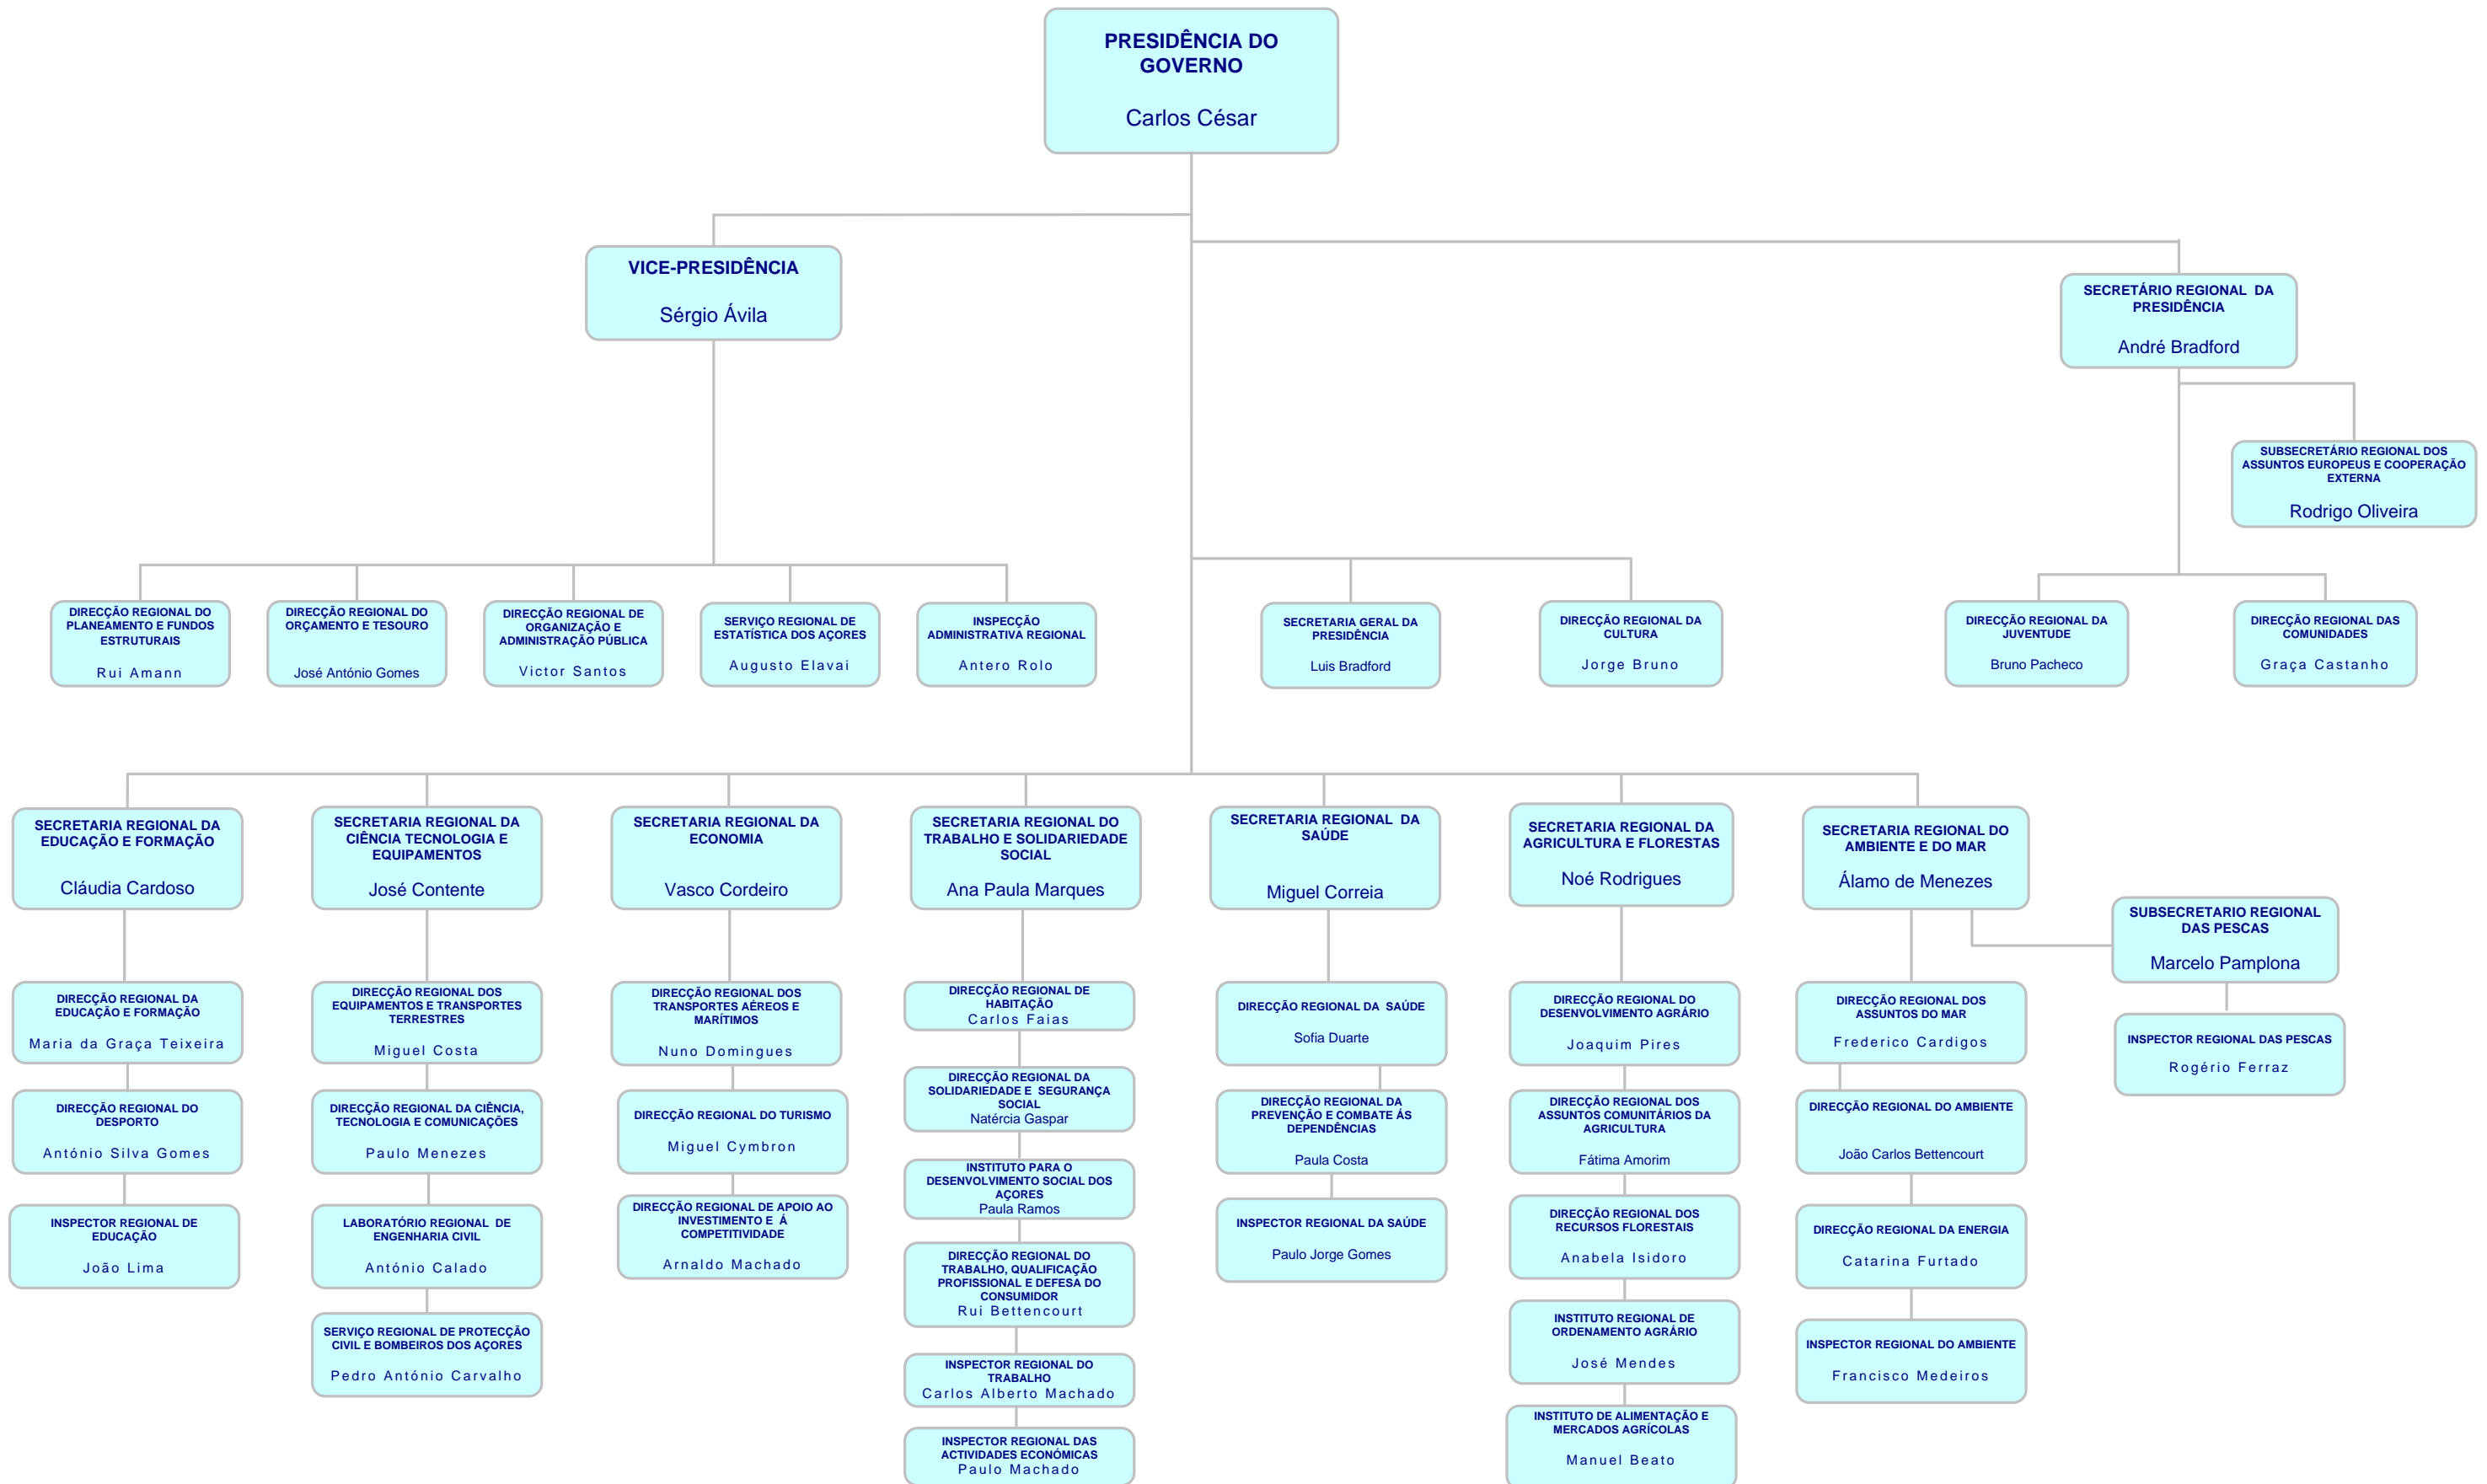 PRESIDÊNCIA DO
GOVERNO
Carlos César
VICE-PRESIDÊNCIA
Sérgio Ávila
SECRETÁRIO REGIONAL  DA
PRESIDÊNCIA
André Bradford
SUBSECRETÁRIO REGIONAL DOS
ASSUNTOS EUROPEUS E COOPERAÇÃO
EXTERNA
Rodrigo Oliveira
DIRECÇÃO REGIONAL DO
PLANEAMENTO E FUNDOS
ESTRUTURAIS
Rui Amann
DIRECÇÃO REGIONAL DO
ORÇAMENTO E TESOURO
José António Gomes
DIRECÇÃO REGIONAL DE
ORGANIZAÇÃO E
ADMINISTRAÇÃO PÚBLICA
Victor Santos
SERVIÇO REGIONAL DE
ESTATÍSTICA DOS AÇORES
Augusto Elavai
INSPECÇÃO
ADMINISTRATIVA REGIONAL
Antero Rolo
SECRETARIA GERAL DA
PRESIDÊNCIA
Luis Bradford
DIRECÇÃO REGIONAL DA
CULTURA
Jorge Bruno
DIRECÇÃO REGIONAL DA
JUVENTUDE
Bruno Pacheco
DIRECÇÃO REGIONAL DAS
COMUNIDADES
Graça Castanho
SECRETARIA REGIONAL DA
EDUCAÇÃO E FORMAÇÃO
Cláudia Cardoso
DIRECÇÃO REGIONAL DA
EDUCAÇÃO E FORMAÇÃO
Maria da Graça Teixeira
DIRECÇÃO REGIONAL DO
DESPORTO
António Silva Gomes
INSPECTOR REGIONAL DE
EDUCAÇÃO
João Lima
SECRETARIA REGIONAL DA
CIÊNCIA TECNOLOGIA E
EQUIPAMENTOS
José Contente
DIRECÇÃO REGIONAL DOS
EQUIPAMENTOS E TRANSPORTES
TERRESTRES
Miguel Costa
DIRECÇÃO REGIONAL DA CIÊNCIA,
TECNOLOGIA E COMUNICAÇÕES
Paulo Menezes
LABORATÓRIO REGIONAL  DE
ENGENHARIA CIVIL
António Calado
SERVIÇO REGIONAL DE PROTECÇÃO
CIVIL E BOMBEIROS DOS AÇORES
Pedro António Carvalho
SECRETARIA REGIONAL DA
ECONOMIA
Vasco Cordeiro
DIRECÇÃO REGIONAL DOS
TRANSPORTES AÉREOS E
MARÍTIMOS
Nuno Domingues
DIRECÇÃO REGIONAL DO TURISMO
Miguel Cymbron
DIRECÇÃO REGIONAL DE APOIO AO
INVESTIMENTO E  Á
COMPETITIVIDADE
Arnaldo Machado
SECRETARIA REGIONAL DO
TRABALHO E SOLIDARIEDADE
SOCIAL
Ana Paula Marques
DIRECÇÃO REGIONAL DE
HABITAÇÃO
Carlos Faias
DIRECÇÃO REGIONAL DA
SOLIDARIEDADE E  SEGURANÇA
SOCIAL
Natércia Gaspar
INSTITUTO PARA O
DESENVOLVIMENTO SOCIAL DOS
AÇORES
Paula Ramos
DIRECÇÃO REGIONAL DO
TRABALHO, QUALIFICAÇÃO
PROFISSIONAL E DEFESA DO
CONSUMIDOR
Rui Bettencourt
INSPECTOR REGIONAL DO
TRABALHO
Carlos Alberto Machado
INSPECTOR REGIONAL DAS
ACTIVIDADES ECONÓMICAS
Paulo Machado
SECRETARIA REGIONAL  DA
SAÚDE
Miguel Correia
DIRECÇÃO REGIONAL DA  SAÚDE
Sofia Duarte
DIRECÇÃO REGIONAL DA
PREVENÇÃO E COMBATE ÁS
DEPENDÊNCIAS
Paula Costa
INSPECTOR REGIONAL DA SAÚDE
Paulo Jorge Gomes
SECRETARIA REGIONAL DA
AGRICULTURA E FLORESTAS
Noé Rodrigues
DIRECÇÃO REGIONAL DO
DESENVOLVIMENTO AGRÁRIO
Joaquim Pires
DIRECÇÃO REGIONAL DOS
ASSUNTOS COMUNITÁRIOS DA
AGRICULTURA
Fátima Amorim
DIRECÇÃO REGIONAL DOS
RECURSOS FLORESTAIS
Anabela Isidoro
INSTITUTO REGIONAL DE
ORDENAMENTO AGRÁRIO
José Mendes
INSTITUTO DE ALIMENTAÇÃO E
MERCADOS AGRÍCOLAS
Manuel Beato
SECRETARIA REGIONAL DO
AMBIENTE E DO MAR
Álamo de Menezes
DIRECÇÃO REGIONAL DOS
ASSUNTOS DO MAR
Frederico Cardigos
DIRECÇÃO REGIONAL DO AMBIENTE
João Carlos Bettencourt
DIRECÇÃO REGIONAL DA ENERGIA
Catarina Furtado
INSPECTOR REGIONAL DO AMBIENTE
Francisco Medeiros
SUBSECRETARIO REGIONAL
DAS PESCAS
Marcelo Pamplona
INSPECTOR REGIONAL DAS PESCAS
Rogério Ferraz